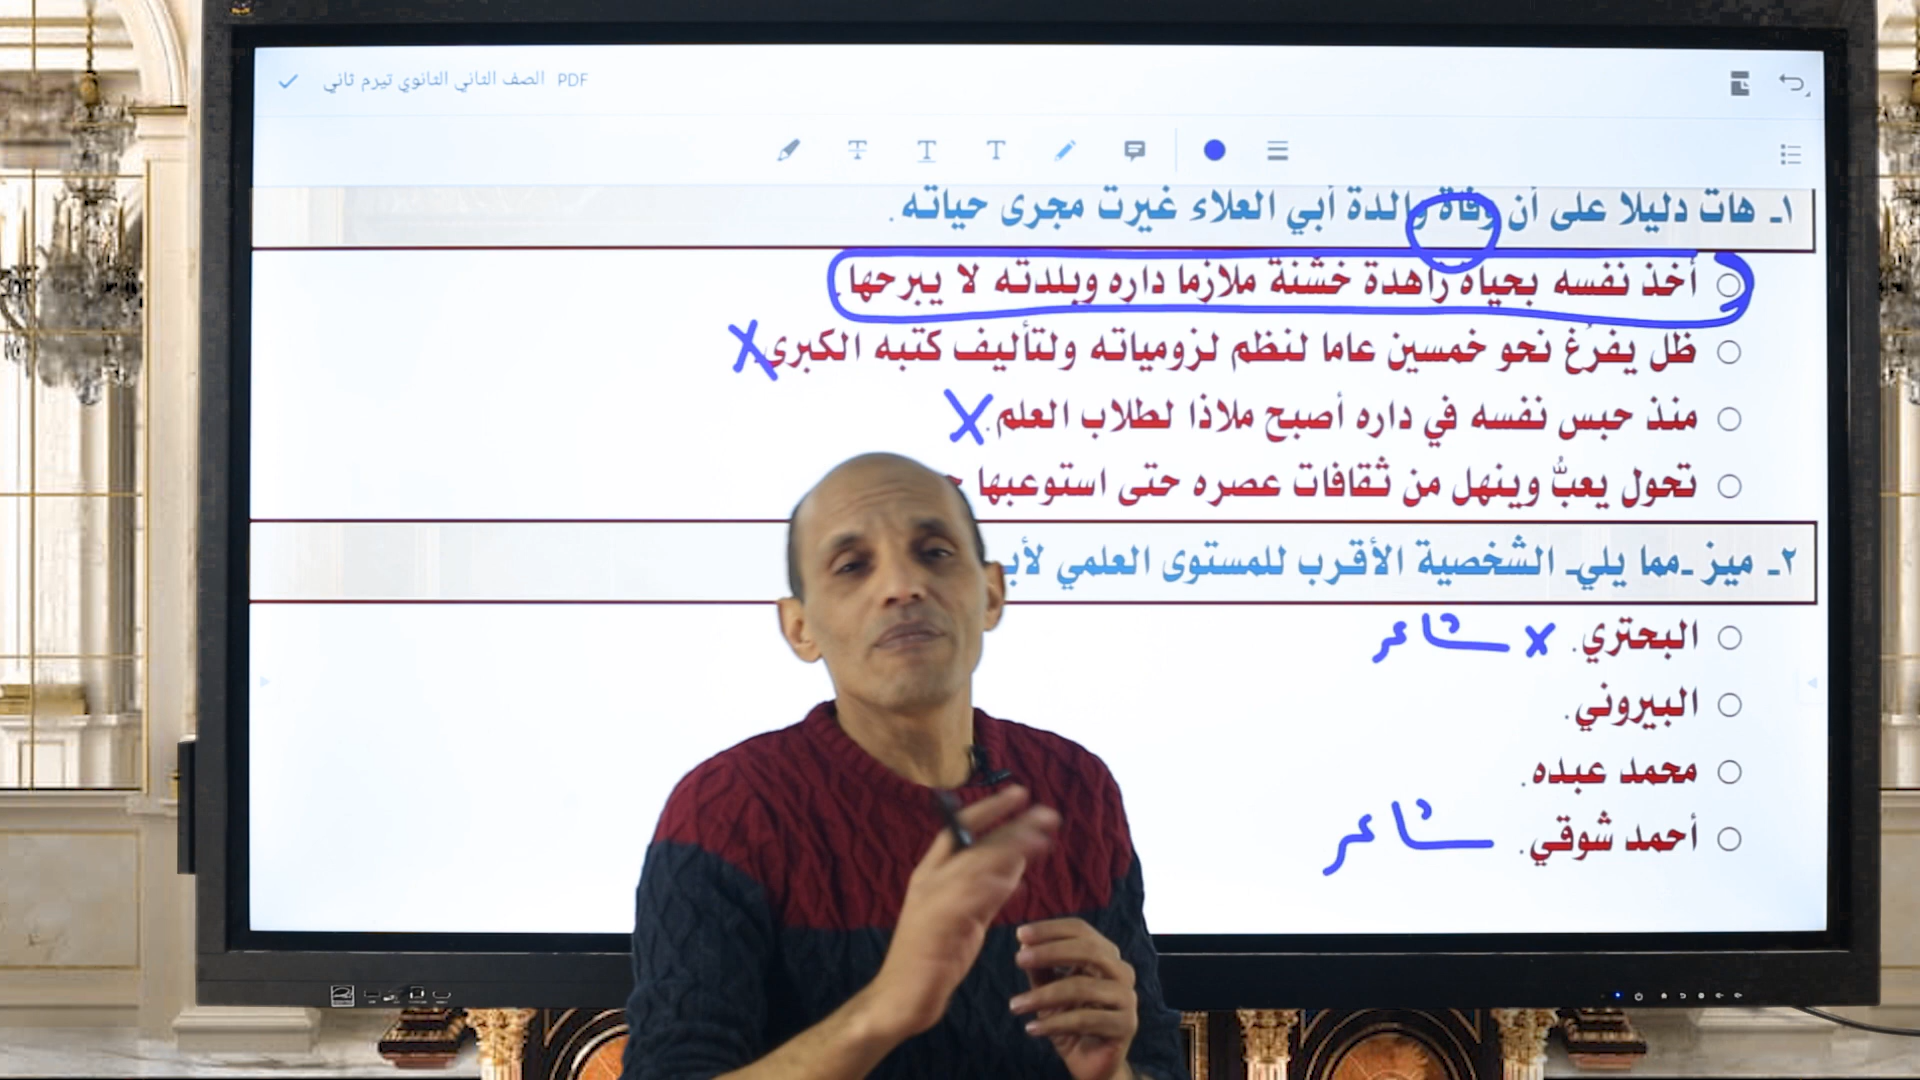 الصف الثاني الثانوي تيرم ثاني PDF
١ـ هات دليلا على أن وفاة والدة أبي العلاء غيرت مجرى حياته.
أخذ نفسه بحياة زاهدة خشنة ملازما داره وبلدته لا يبرحها.
ظل يفرُغ نحو خمسين عاما لنظم لزومياته ولتأليف كتبه الكبرى X
منذ حبس نفسه في داره أصبح ملاذا لطلاب العلم. X
تحول يعبُّ وينهل من ثقافات عصره حتى استوعبها
٢ـ ميز ـمما يليـ الشخصية الأقرب للمستوى العلمي
البحتري. x شاعر
البيروني.
محمد عبده.
أحمد شوقي. شاعر